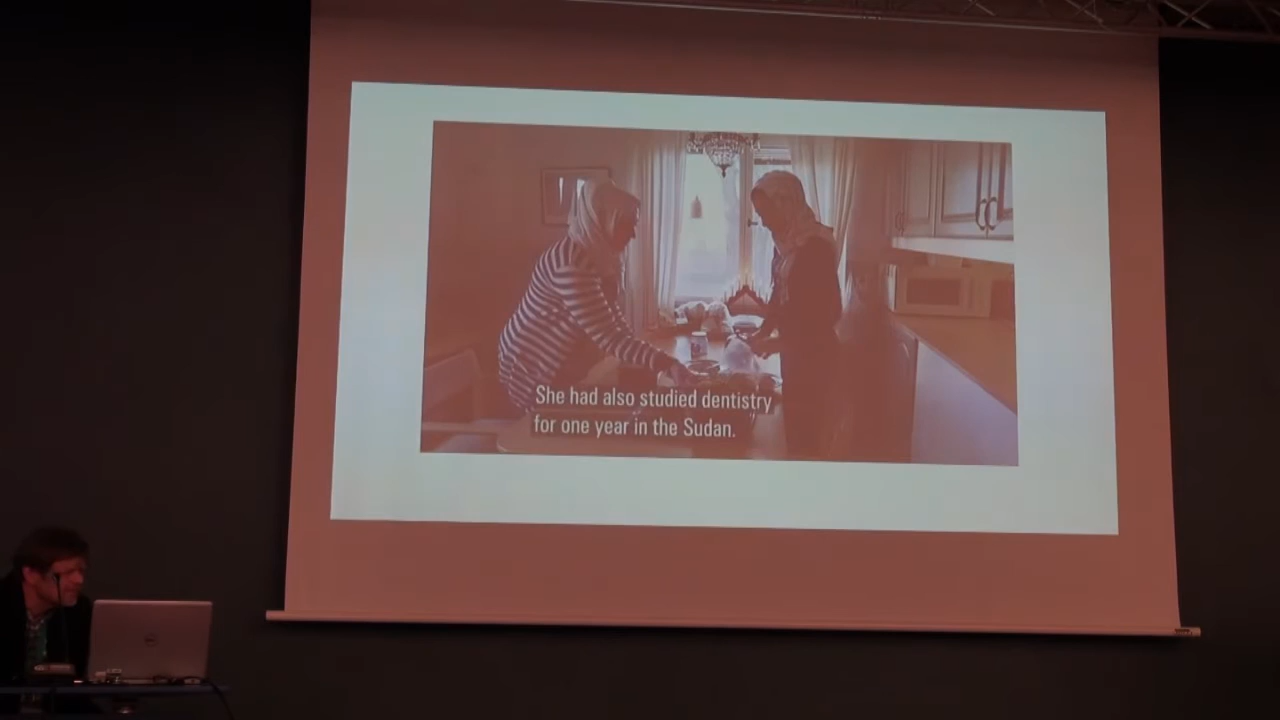 She had also studied dentistry
for one year in the Sudan.